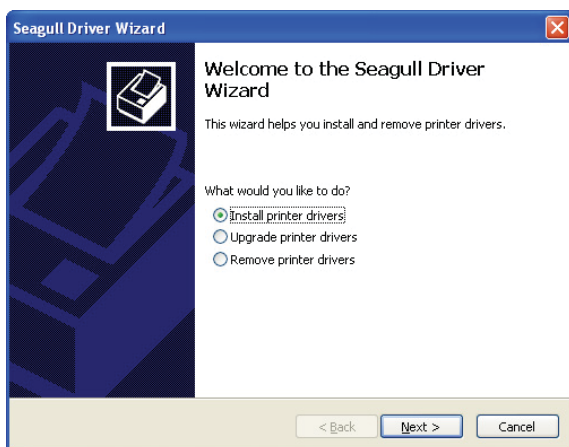 Seagull Driver Wizard
Welcome to the Seagull Driver
Wizard
This wizard helps you install and remove printer drivers.
What would you like to do?
Install printer drivers
Upgrade printer drivers
Remove printer drivers
< Back Next > Cancel